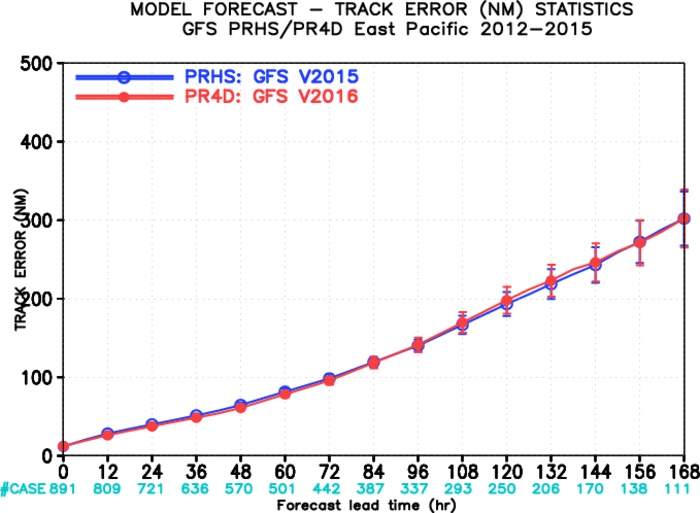 MODEL FORECAST — TRACK ERROR (NM) STATISTICS
GFS PRHS/PR4D East Pacific 2012—2015
PRHS: GFS V2015
PR4D: GFS V2016
TRACK ERROR (NM)
500
400
300
200
100
0
0 12 24 36 48 60 72 84 96 108 120 132 144 156 168
#CASE 891 809 721 636 570 501 442 387 337 293 250 206 170 138 111
Forecast lead time (hr)